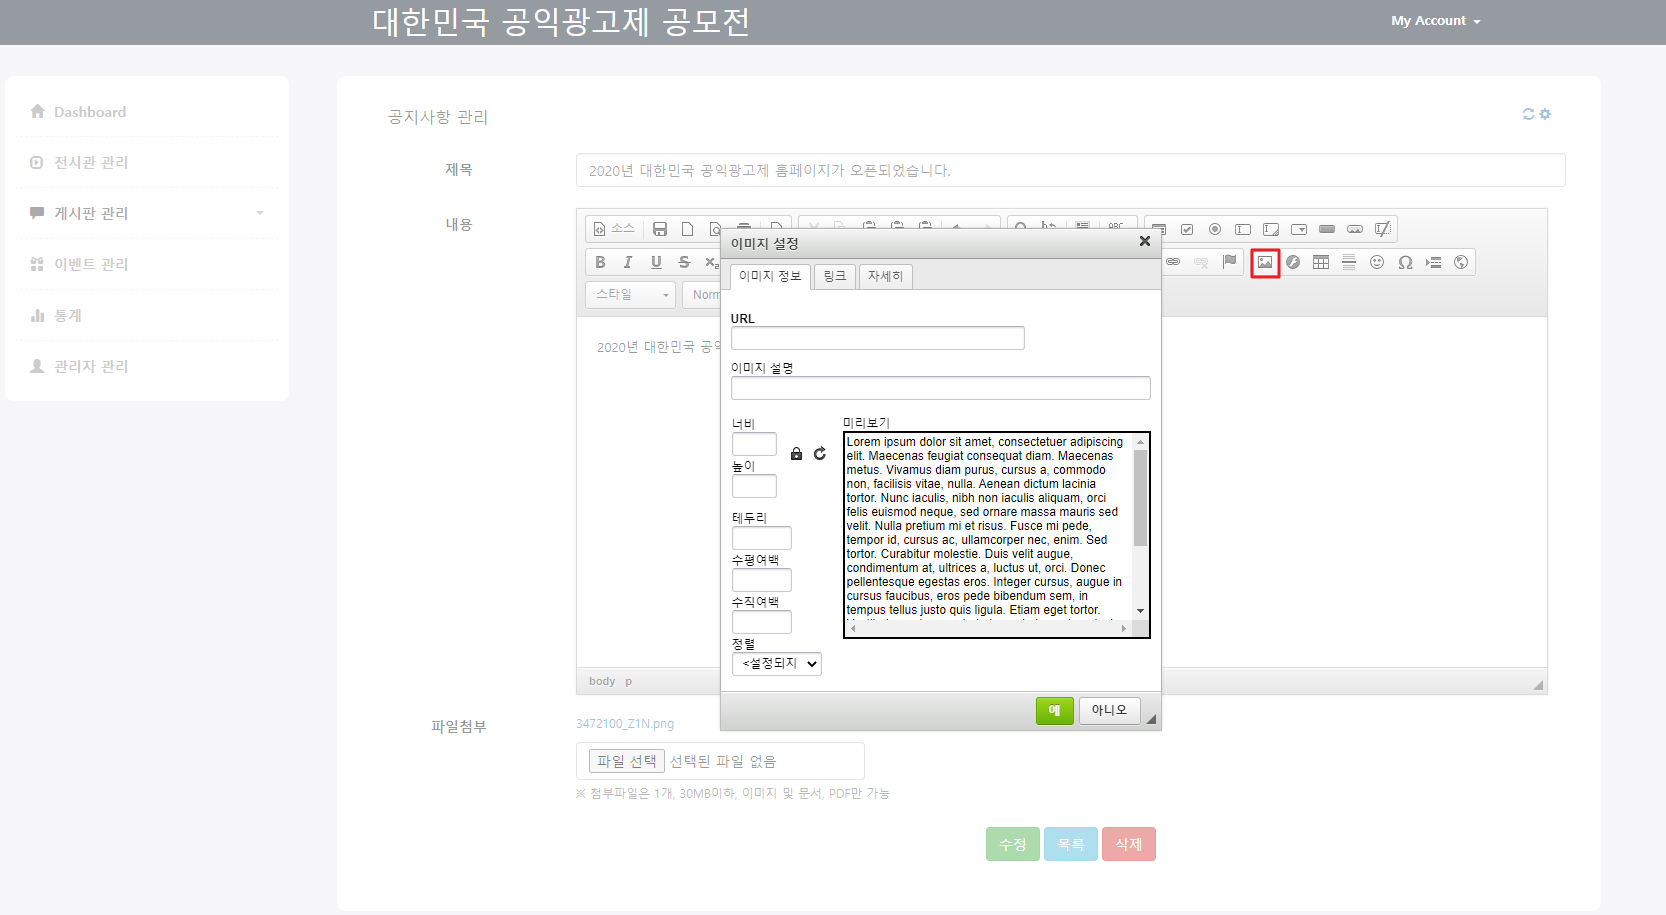 대한민국 공익광고제 공모전
My Account
Dashboard
전시관 관리
게시판 관리
이벤트 관리
통계
관리자 관리
공지사항 관리
제목
2020년 대한민국 공익광고제 홈페이지가 오픈되었습니다.
내용
소스
스타일
Norm
2020년 대한민국 공익
body p
이미지 설정
이미지 정보
링크
자세히
URL
이미지 설명
너비
높이
테두리
수평여백
수직여백
정렬
<설정되지
미리보기
Lorem ipsum dolor sit amet, consectetuer adipiscing
elit. Maecenas feugiat consequat diam. Maecenas
metus. Vivamus diam purus, cursus a, commodo
non, facilisis vitae, nulla. Aenean dictum lacinia
tortor. Nunc iaculis, nibh non iaculis aliquam, orci
felis euismod neque, sed ornare massa mauris sed
velit. Nulla pretium mi et risus. Fusce mi pede,
tempor id, cursus ac, ullamcorper nec, enim. Sed
tortor. Curabitur molestie. Duis velit augue,
condimentum at, ultrices a, luctus ut, orci. Donec
pellentesque egestas eros. Integer cursus, augue in
cursus faucibus, eros pede bibendum sem, in
tempus tellus justo quis ligula. Etiam eget tortor.
예
아니오
파일첨부
3472100_Z1N.png
파일 선택 선택된 파일 없음
※ 첨부파일은 1개, 30MB이하, 이미지 및 문서, PDF만 가능
수정
목록
삭제